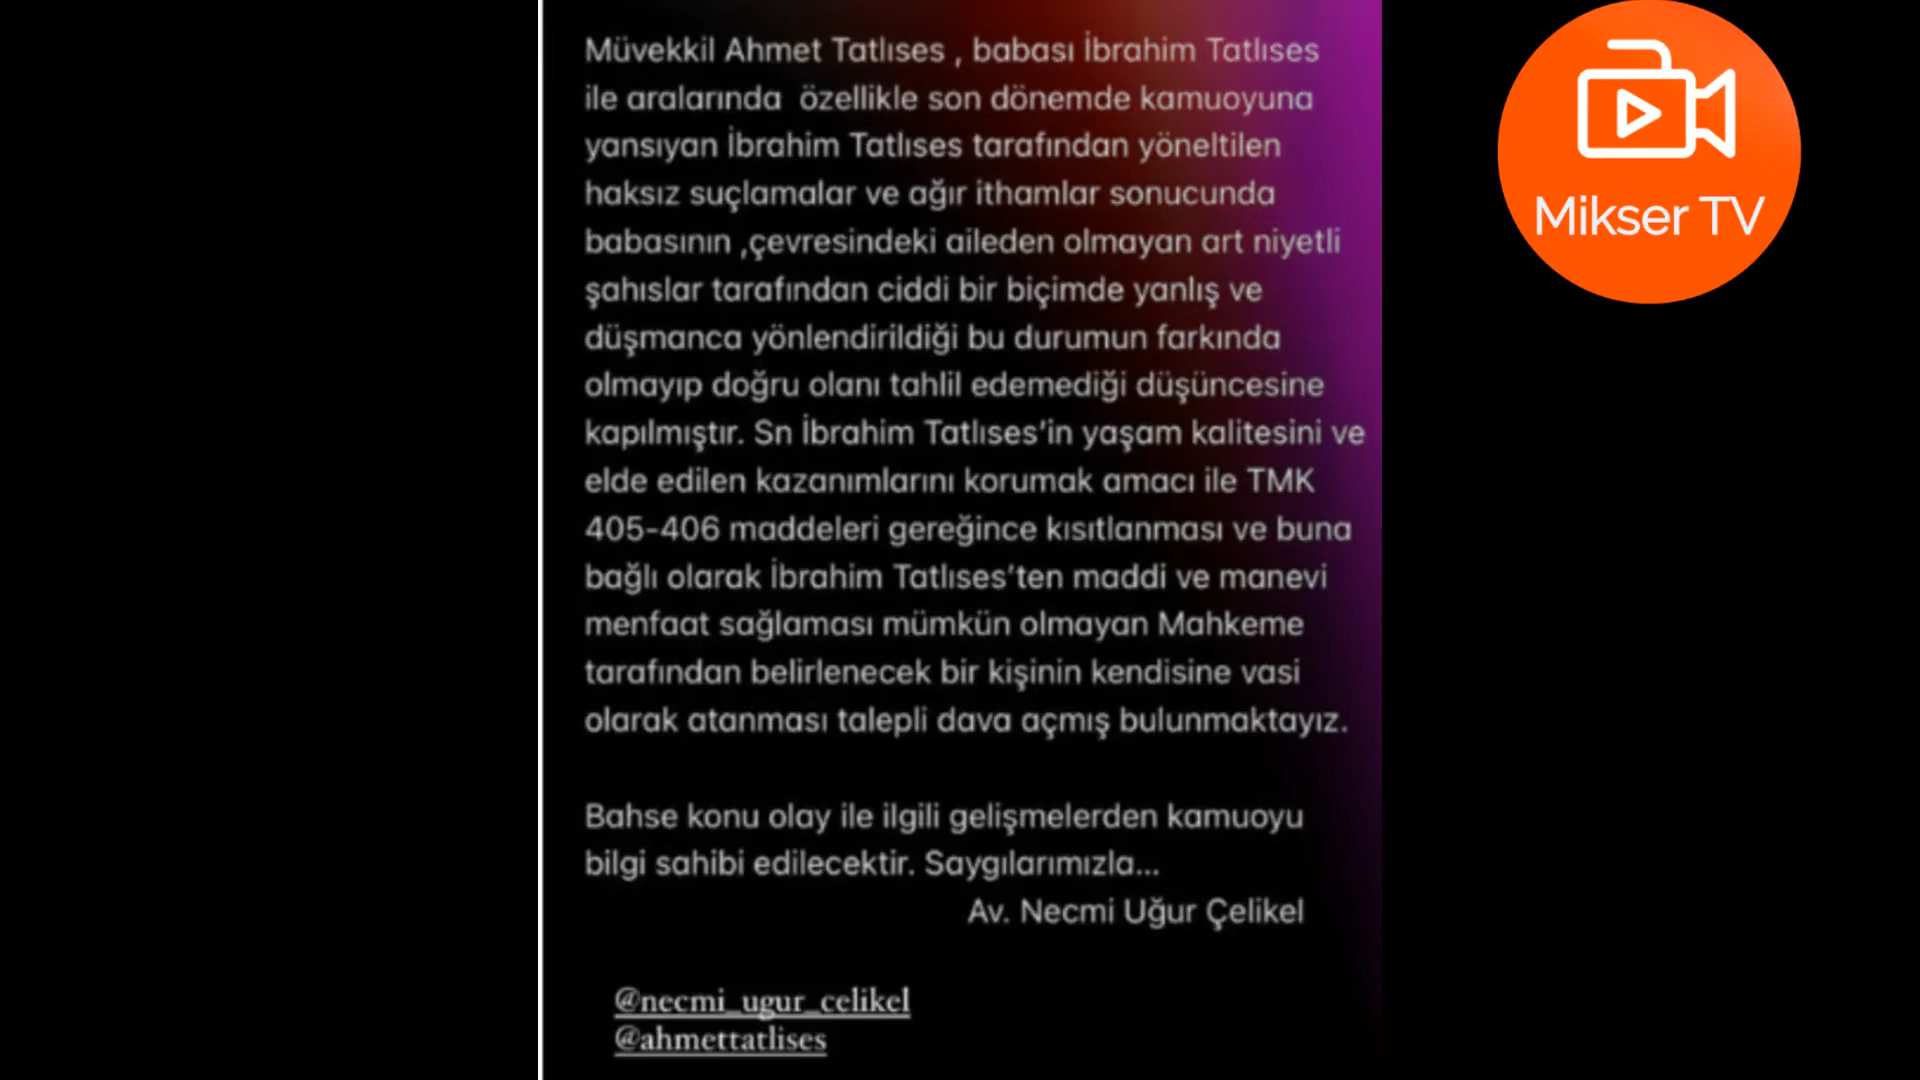 Müvekkil Ahmet Tatlıses , babası İbrahim Tatlıses
ile aralarında özellikle son dönemde kamuoyuna
yansıyan İbrahim Tatlıses tarafından yöneltilen
haksız suçlamalar ve ağır ithamlar sonucunda
babasının ,çevresindeki aileden olmayan art niyetli
şahıslar tarafından ciddi bir biçimde yanlış ve
düşmanca yönlendirildiği bu durumun farkında
olmayıp doğru olanı tahlil edemediği düşüncesine
kapılmıştır. Sn İbrahim Tatlıses’in yaşam kalitesini ve
elde edilen kazanımlarını korumak amacı ile TMK
405-406 maddeleri gereğince kısıtlanması ve buna
bağlı olarak İbrahim Tatlıses’ten maddi ve manevi
menfaat sağlaması mümkün olmayan Mahkeme
tarafından belirlenecek bir kişinin kendisine vasi
olarak atanması talepli dava açmış bulunmaktayız.
Bahse konu olay ile ilgili gelişmelerden kamuoyu
bilgi sahibi edilecektir. Saygılarımızla...
Av. Necmi Uğur Çelikel
@necmi_ugur_celikel
@ahmettatlises
Mikser TV